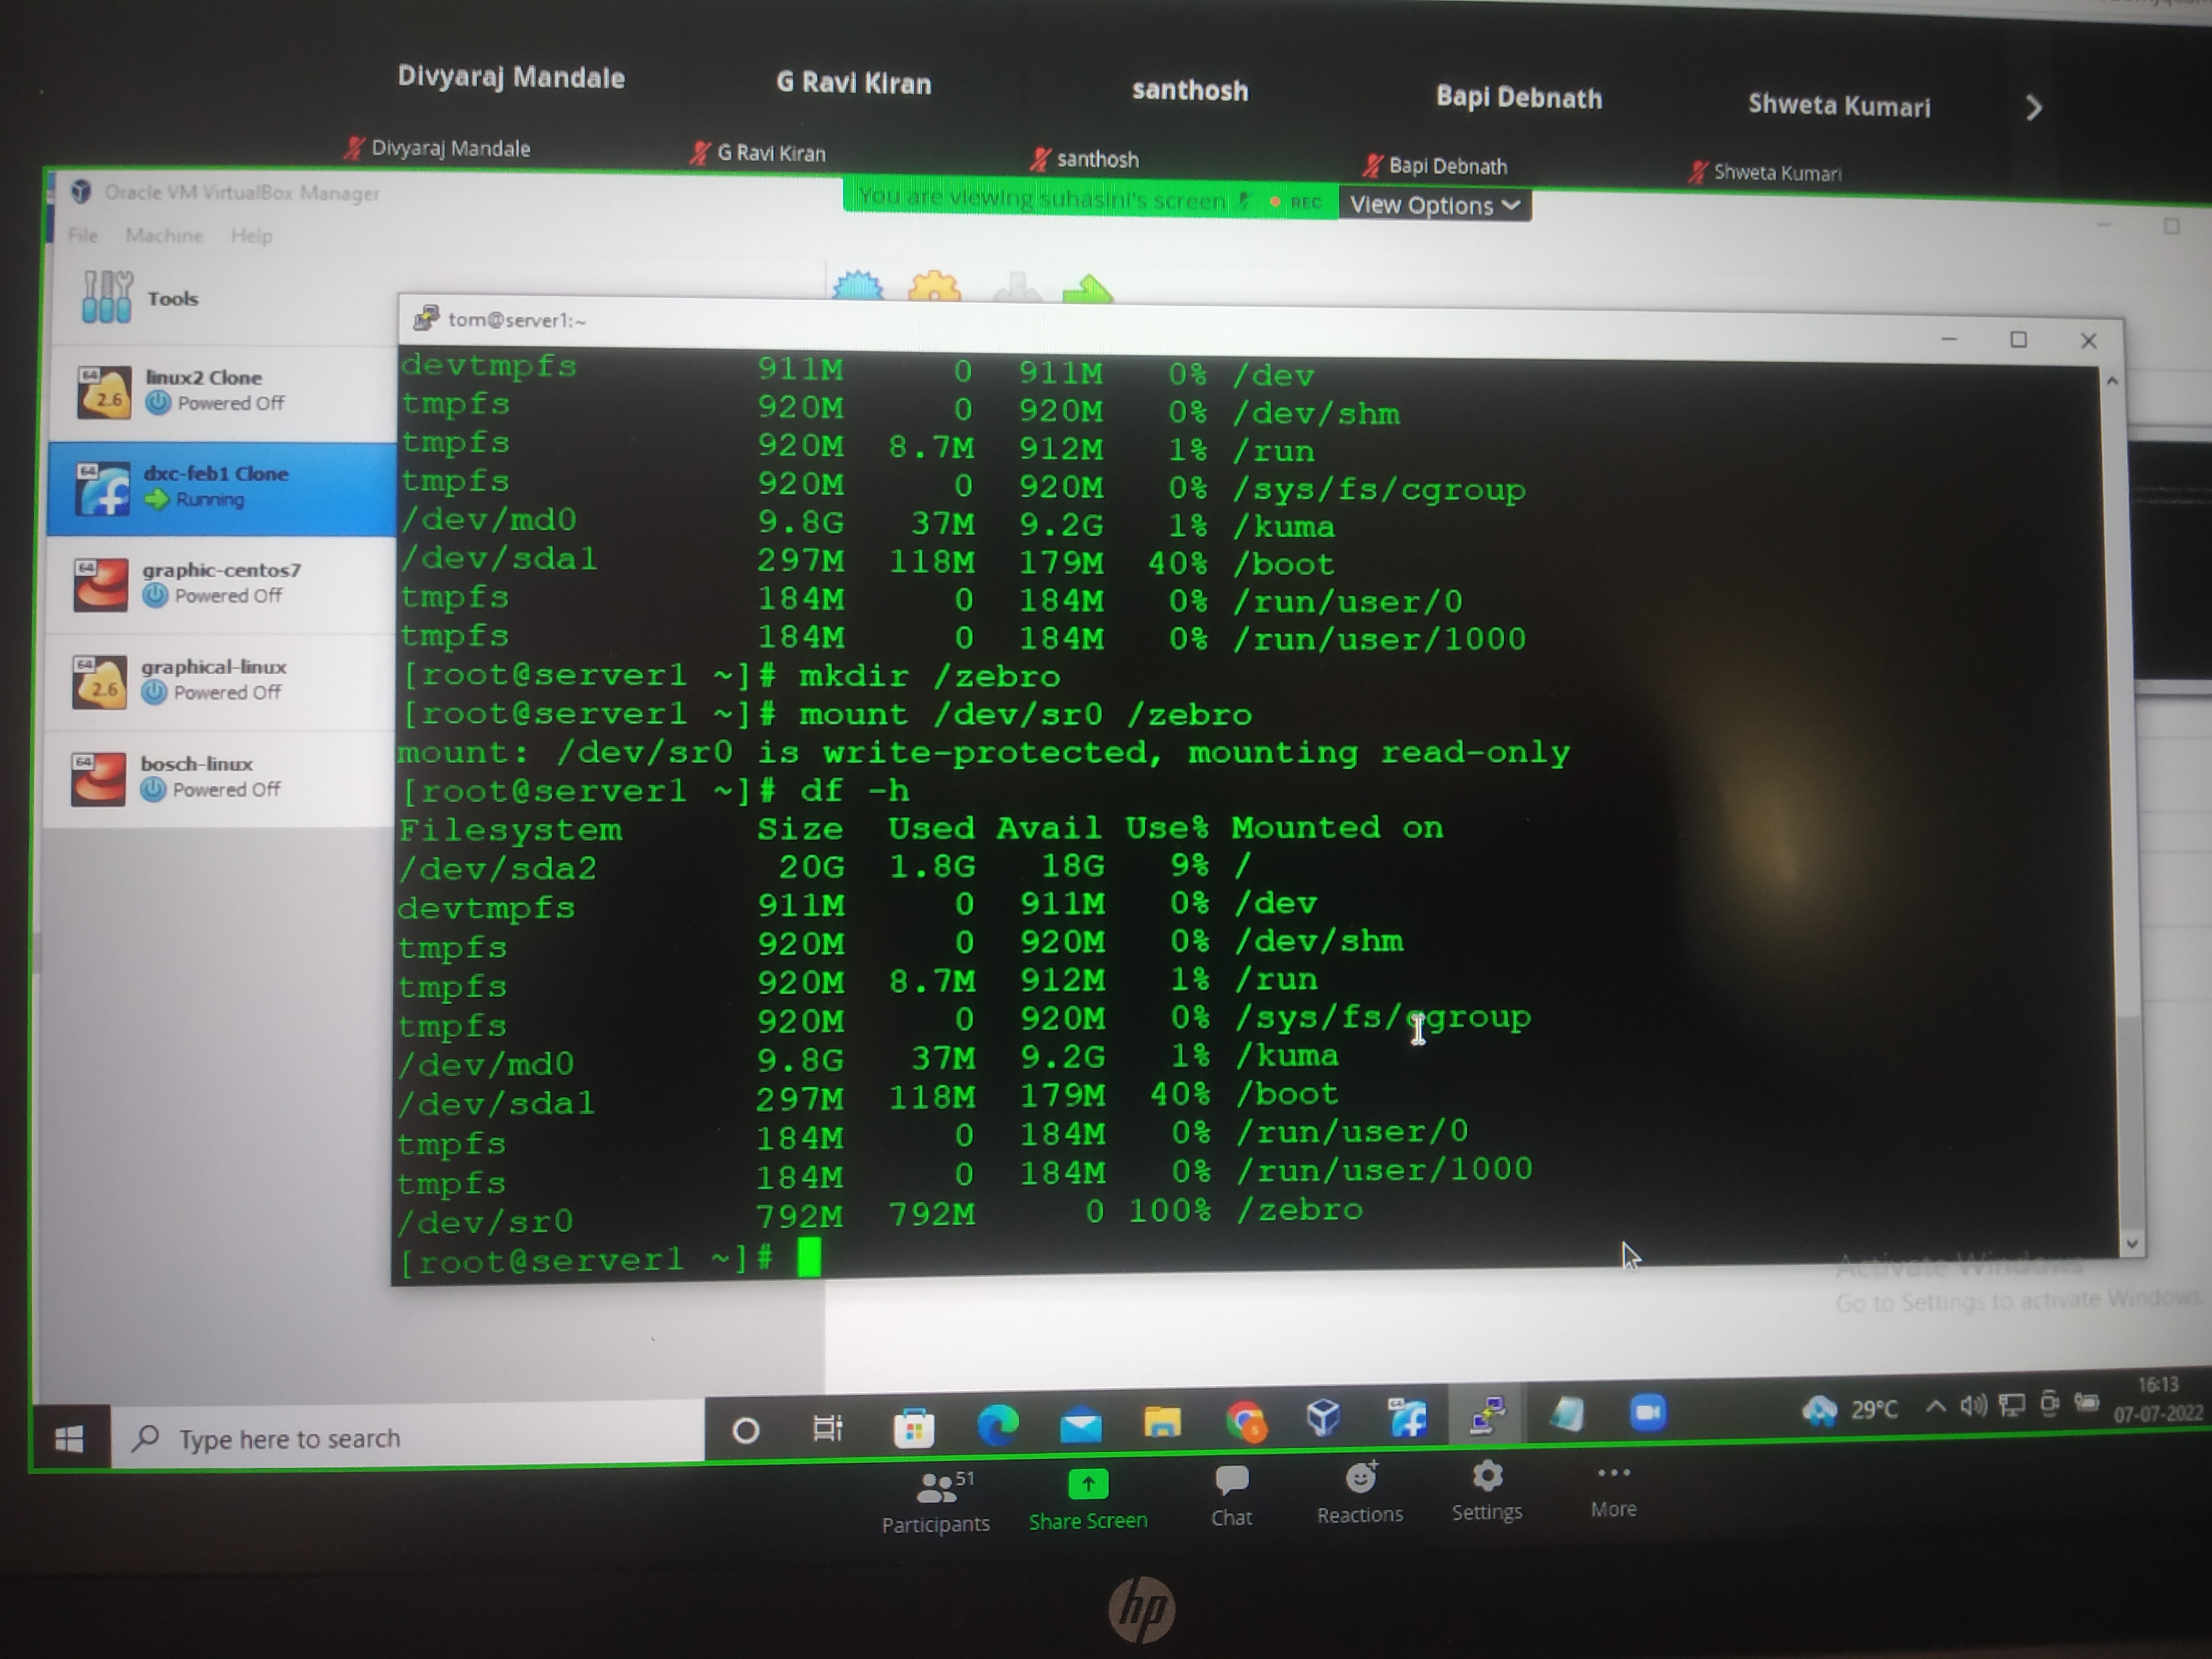 Divyaraj Mandale G Ravi Kiran santhosh Bapi Debnath Shweta Kumari
Divyaraj Mandale G Ravi Kiran santhosh Bapi Debnath Shweta Kumari
Oracle VM VirtualBox Manager
You are viewing suhasini's screen REC View Options
File Machine Help
Tools
linux2 Clone
Powered Off
dxc-feb1 Clone
Running
graphic-centos7
Powered Off
graphical-linux
Powered Off
bosch-linux
Powered Off
64
2.6
64
64
64
2.6
64
tom@server1:~
devtmpfs 911M 0 911M 0% /dev
tmpfs 920M 0 920M 0% /dev/shm
tmpfs 920M 8.7M 912M 1% /run
tmpfs 920M 0 920M 0% /sys/fs/cgroup
/dev/md0 9.8G 37M 9.2G 1% /kuma
/dev/sda1 297M 118M 179M 40% /boot
tmpfs 184M 0 184M 0% /run/user/0
tmpfs 184M 0 184M 0% /run/user/1000
[root@server1 ~]# mkdir /zebro
[root@server1 ~]# mount /dev/sr0 /zebro
mount: /dev/sr0 is write-protected, mounting read-only
[root@server1 ~]# df -h
Filesystem Size Used Avail Use% Mounted on
/dev/sda2 20G 1.8G 18G 9% /
devtmpfs 911M 0 911M 0% /dev
tmpfs 920M 0 920M 0% /dev/shm
tmpfs 920M 8.7M 912M 1% /run
tmpfs 920M 0 920M 0% /sys/fs/cgroup
/dev/md0 9.8G 37M 9.2G 1% /kuma
/dev/sda1 297M 118M 179M 40% /boot
tmpfs 184M 0 184M 0% /run/user/0
tmpfs 184M 0 184M 0% /run/user/1000
/dev/sr0 792M 792M 0 100% /zebro
[root@server1 ~]#
Activate Windows
Go to Settings to activate Windows.
Type here to search
29°C
16:13
07-07-2022
51
Participants Share Screen Chat Reactions Settings More
hp